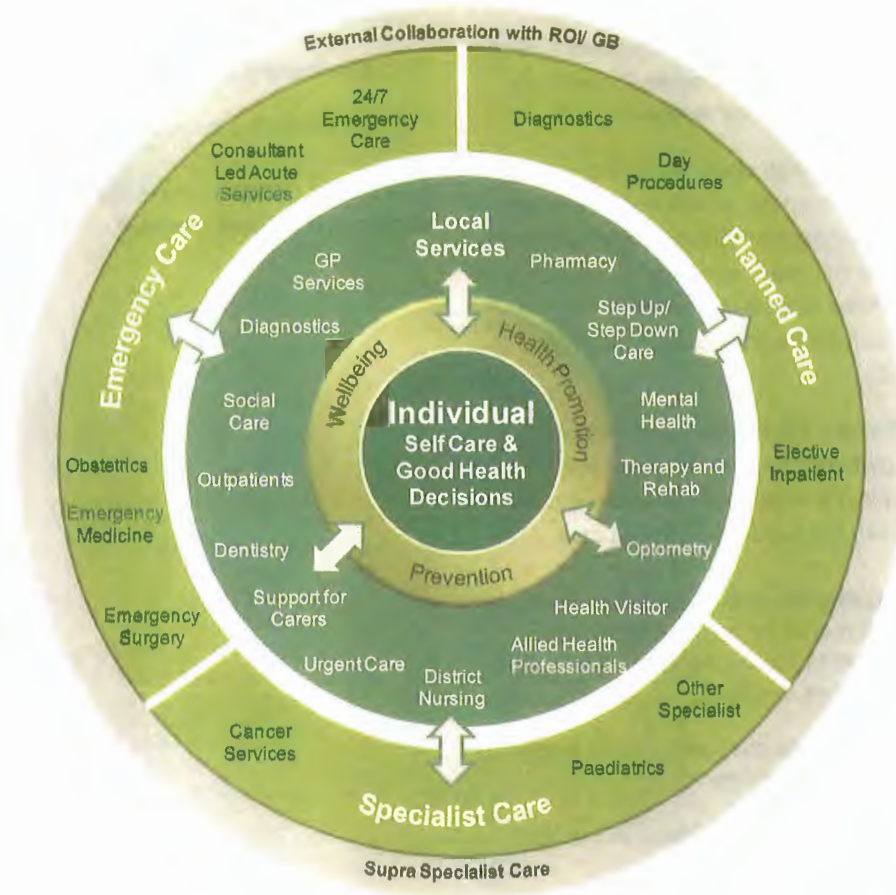 External Collaboration with ROI/ GB
24/7
Emergency
Care
Consultant
Led Acute
Services
Emergency Care
Obstetrics
Emergency
Medicine
Emergency
Surgery
Diagnostics
Day
Procedures
Planned Care
Elective
Inpatient
Local
Services
GP
Services
Diagnostics
Social
Care
Outpatients
Dentistry
Support for
Carers
Urgent Care
District
Nursing
Pharmacy
Step Up/
Step Down
Care
Mental
Health
Therapy and
Rehab
Optometry
Health Visitor
Allied Health
Professionals
Wellbeing
Health Promotion
Prevention
Individual
Self Care &
Good Health
Decisions
Cancer
Services
Specialist Care
Paediatrics
Other
Specialist
Supra Specialist Care